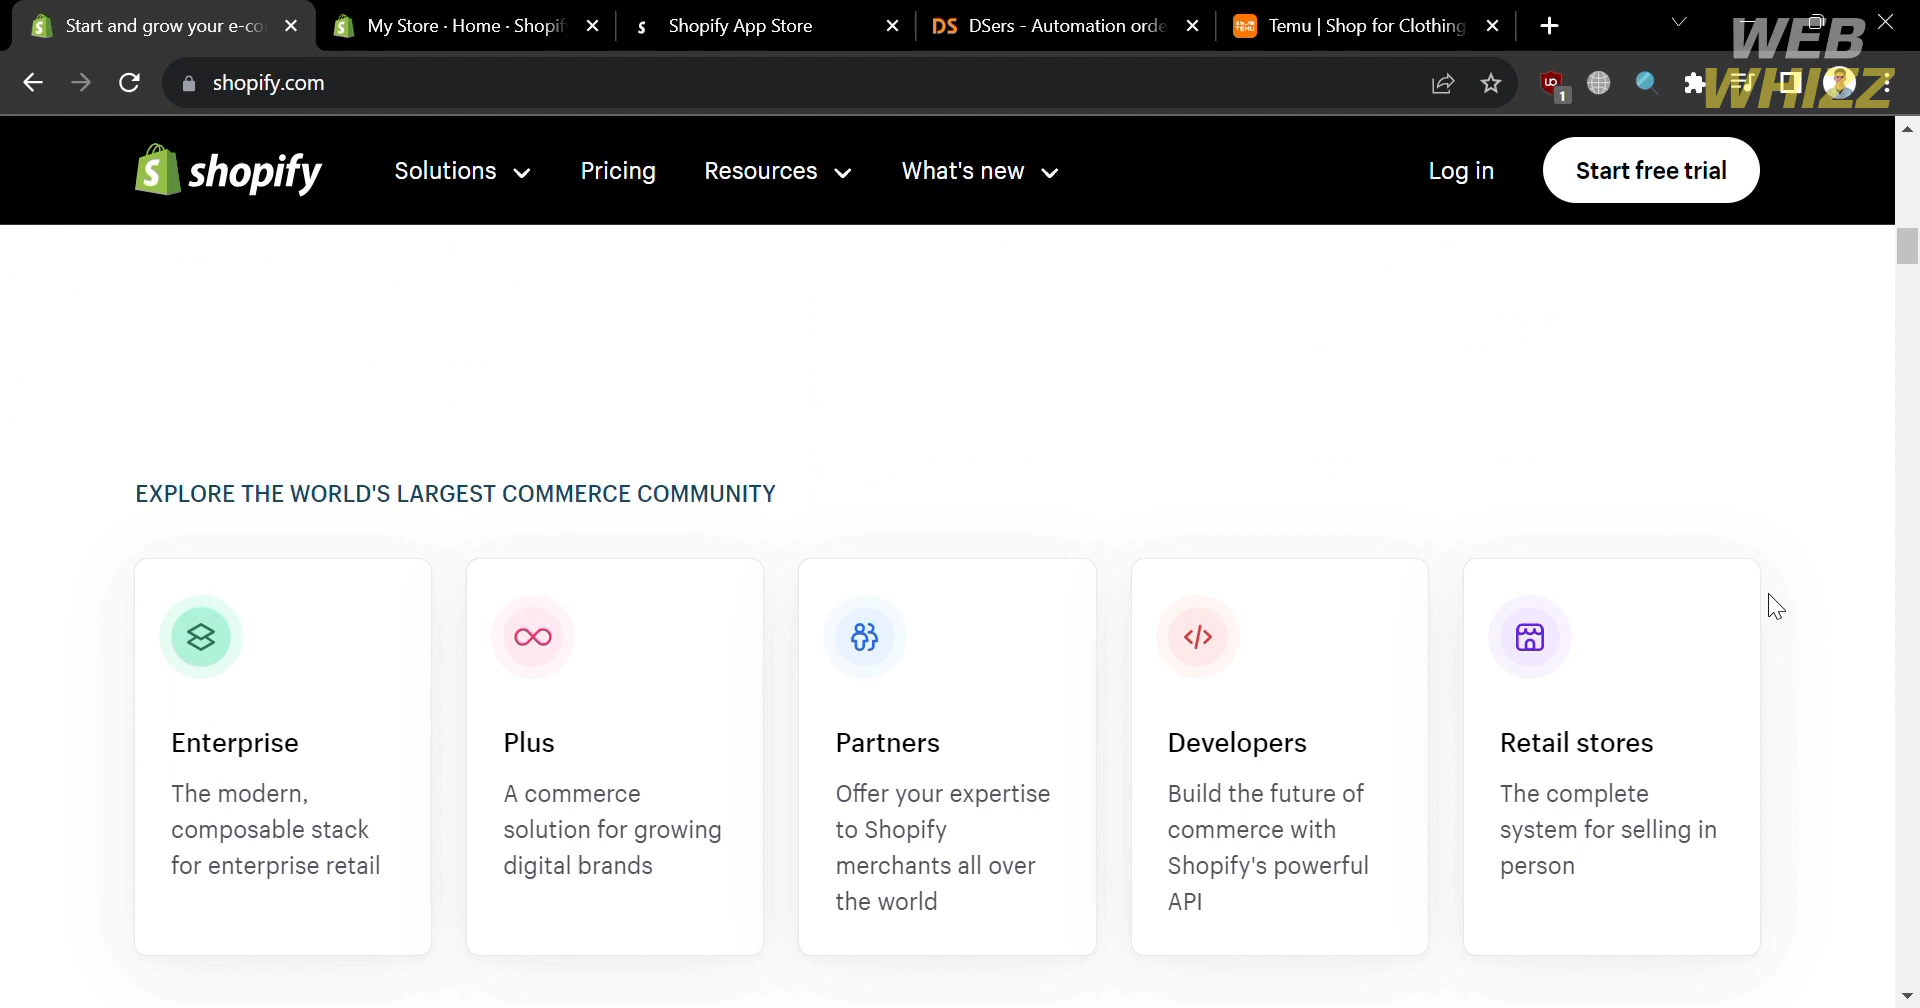 Start and grow your e-co
My Store · Home · Shopif
Shopify App Store
DSers - Automation orde
Temu | Shop for Clothing
WEB
WHIZZ
shopify.com
1
shopify
Solutions
Pricing
Resources
What's new
Log in
Start free trial
EXPLORE THE WORLD'S LARGEST COMMERCE COMMUNITY
Enterprise
The modern,
composable stack
for enterprise retail
Plus
A commerce
solution for growing
digital brands
Partners
Offer your expertise
to Shopify
merchants all over
the world
Developers
Build the future of
commerce with
Shopify's powerful
API
Retail stores
The complete
system for selling in
person